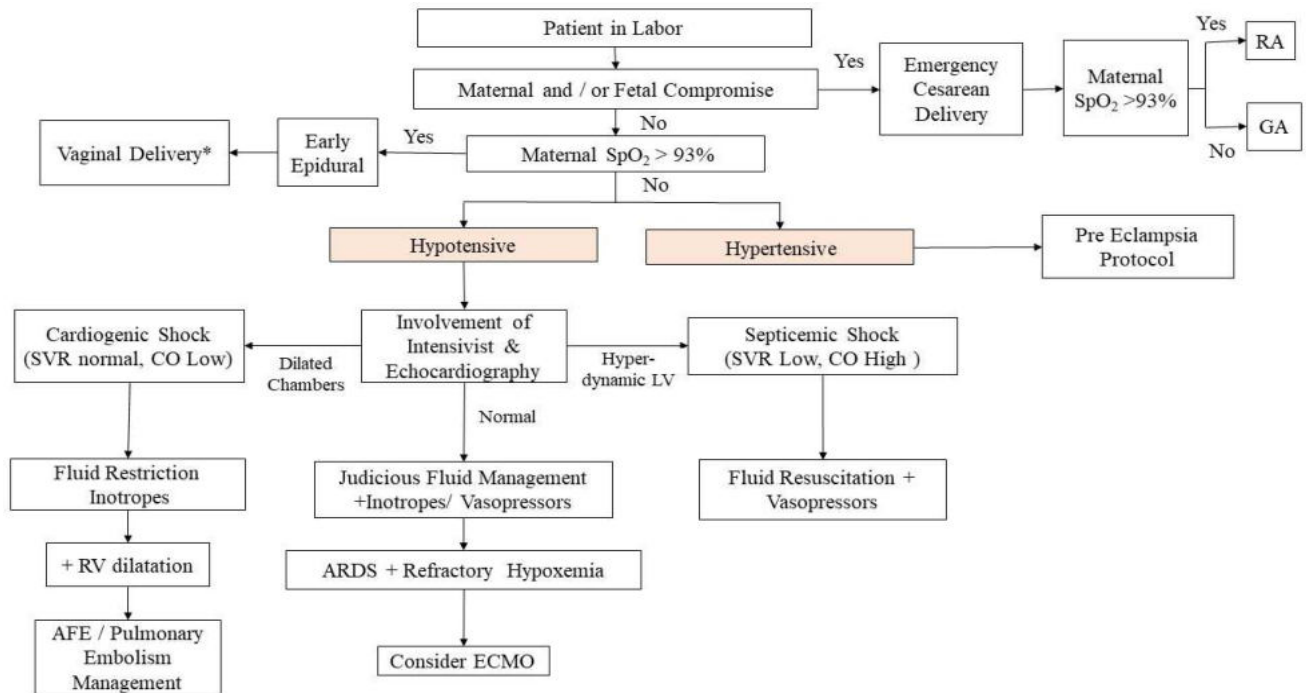 Patient in Labor
Maternal and / or Fetal Compromise
Yes
Emergency
Cesarean
Delivery
Maternal
SpO₂ >93%
Yes
RA
No
GA
No
Maternal SpO₂ > 93%
Yes
Early
Epidural
Vaginal Delivery*
No
Hypotensive
Hypertensive
Pre Eclampsia
Protocol
Involvement of
Intensivist &
Echocardiography
Dilated
Chambers
Cardiogenic Shock
(SVR normal, CO Low)
Hyper-
dynamic LV
Septicemic Shock
(SVR Low, CO High )
Normal
Fluid Restriction
Inotropes
Judicious Fluid Management
+Inotropes/ Vasopressors
Fluid Resuscitation +
Vasopressors
+ RV dilatation
ARDS + Refractory Hypoxemia
AFE / Pulmonary
Embolism
Management
Consider ECMO